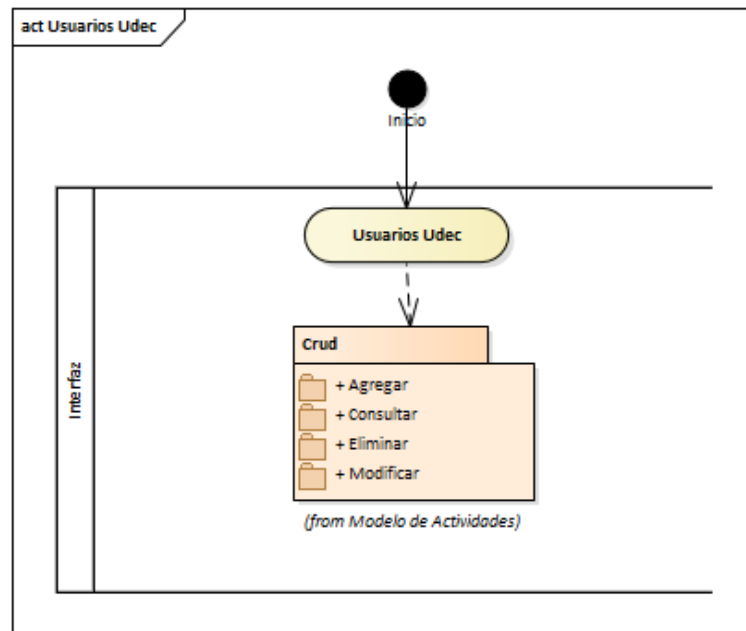 act Usuarios Udec
Inicio
Interfaz
Usuarios Udec
Crud
+ Agregar
+ Consultar
+ Eliminar
+ Modificar
(from Modelo de Actividades)